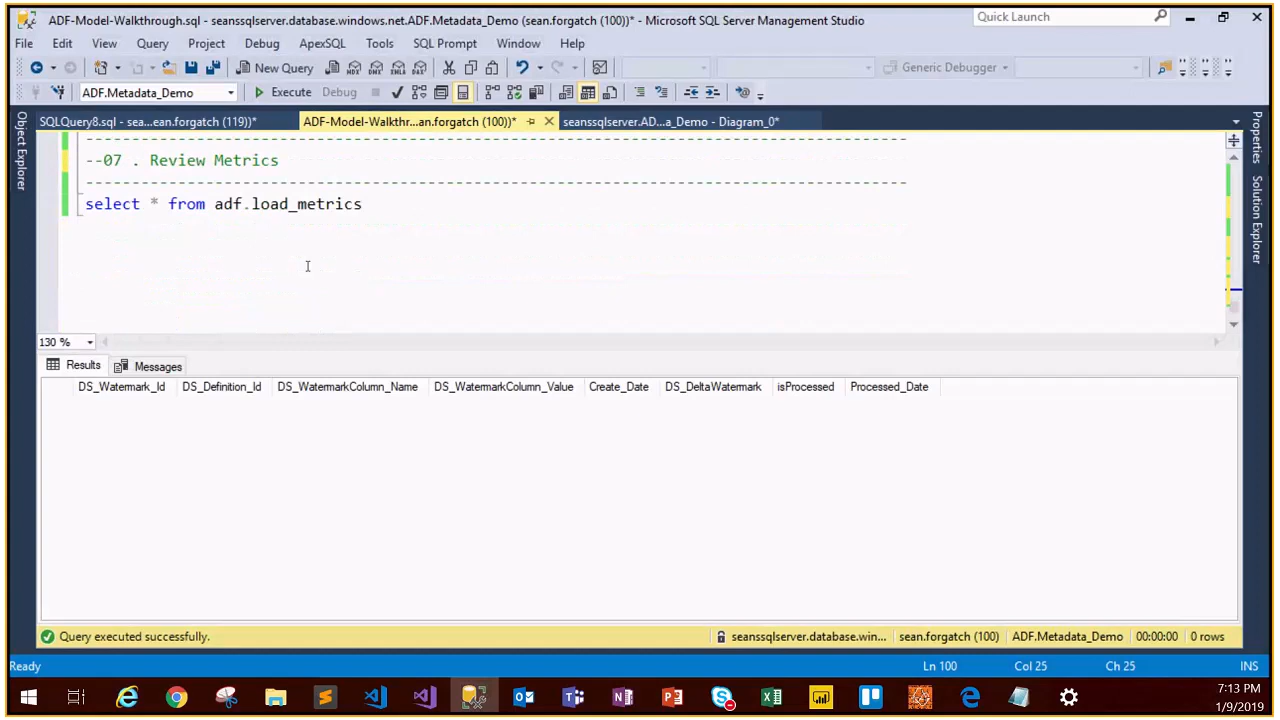 ADF-Model-Walkthrough.sql - seanssqlserver.database.windows.net.ADF.Metadata_Demo (sean.forgatch (100))* - Microsoft SQL Server Management Studio
Quick Launch
File Edit View Query Project Debug ApexSQL Tools SQL Prompt Window Help
New Query MDX DMX XMLA DAX Generic Debugger
ADF.Metadata_Demo Execute Debug
SQLQuery8.sql - sea...ean.forgatch (119))* ADF-Model-Walkthr...an.forgatch (100))* seanssqlserver.AD...a_Demo - Diagram_0*
Object Explorer
Properties
Solution Explorer
----------------------------------------------------------------------------------------
--07 . Review Metrics
----------------------------------------------------------------------------------------
select * from adf.load_metrics
130 %
Results Messages
DS_Watermark_Id DS_Definition_Id DS_WatermarkColumn_Name DS_WatermarkColumn_Value Create_Date DS_DeltaWatermark isProcessed Processed_Date
Query executed successfully. seanssqlserver.database.win... sean.forgatch (100) ADF.Metadata_Demo 00:00:00 0 rows
Ready Ln 100 Col 25 Ch 25 INS
7:13 PM
1/9/2019